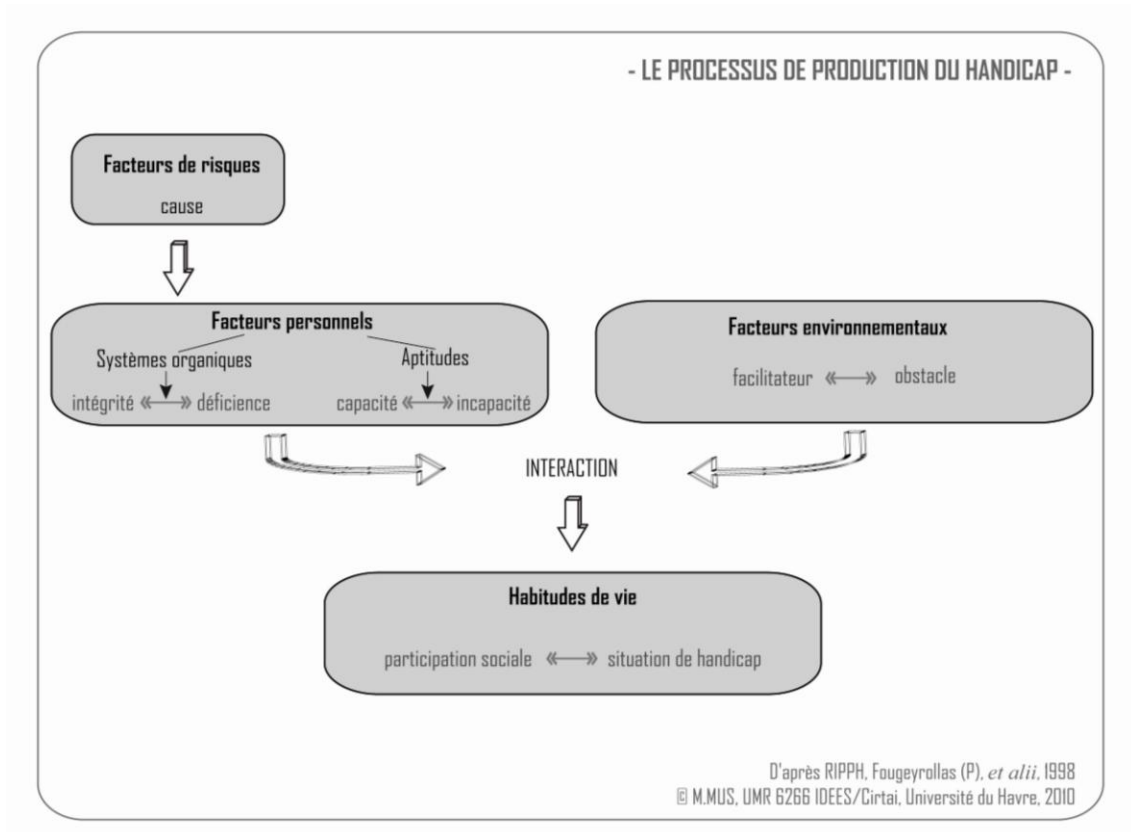 - LE PROCESSUS DE PRODUCTION DU HANDICAP -
Facteurs de risques
cause
Facteurs personnels
Systèmes organiques
Aptitudes
intégrité
déficience
capacité
incapacité
Facteurs environnementaux
facilitateur
obstacle
INTERACTION
Habitudes de vie
participation sociale
situation de handicap
D'après RIPPH, Fougeyrollas (P), et alii, 1998
© M.MUS, UMR 6266 IDEES/Cirtai, Université du Havre, 2010